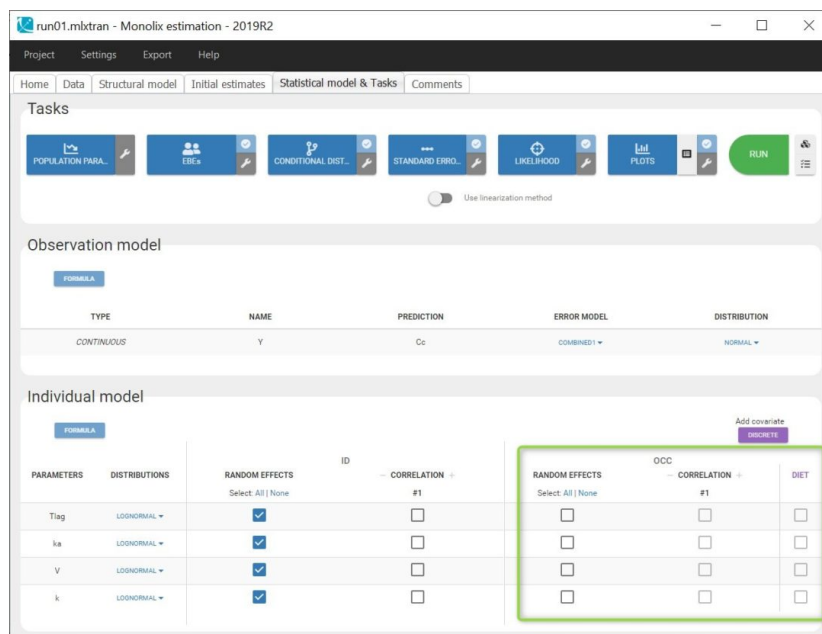 run01.mlxtran - Monolix estimation - 2019R2
Project Settings Export Help
Home Data Structural model Initial estimates Statistical model & Tasks Comments
Tasks
POPULATION PARA... EBEs CONDITIONAL DIST... STANDARD ERRO... LIKELIHOOD PLOTS RUN
Use linearization method
Observation model
FORMULA
TYPE NAME PREDICTION ERROR MODEL DISTRIBUTION
CONTINUOUS Y Cc COMBINED1 NORMAL
Individual model
Add covariate
FORMULA DISCRETE
ID OCC
PARAMETERS DISTRIBUTIONS RANDOM EFFECTS - CORRELATION + RANDOM EFFECTS - CORRELATION + DIET
Select: All | None #1 Select: All | None #1
Tlag LOGNORMAL
ka LOGNORMAL
V LOGNORMAL
k LOGNORMAL